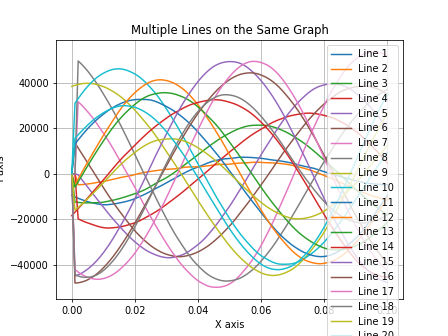 Multiple Lines on the Same Graph
40000
20000
0
−20000
−40000
0.00
0.02
0.04
0.06
X axis
Line 1
Line 2
Line 3
Line 4
Line 5
Line 6
Line 7
Line 8
Line 9
Line 10
Line 11
Line 12
Line 13
Line 14
Line 15
Line 16
Line 17
Line 18
Line 19
Line 20